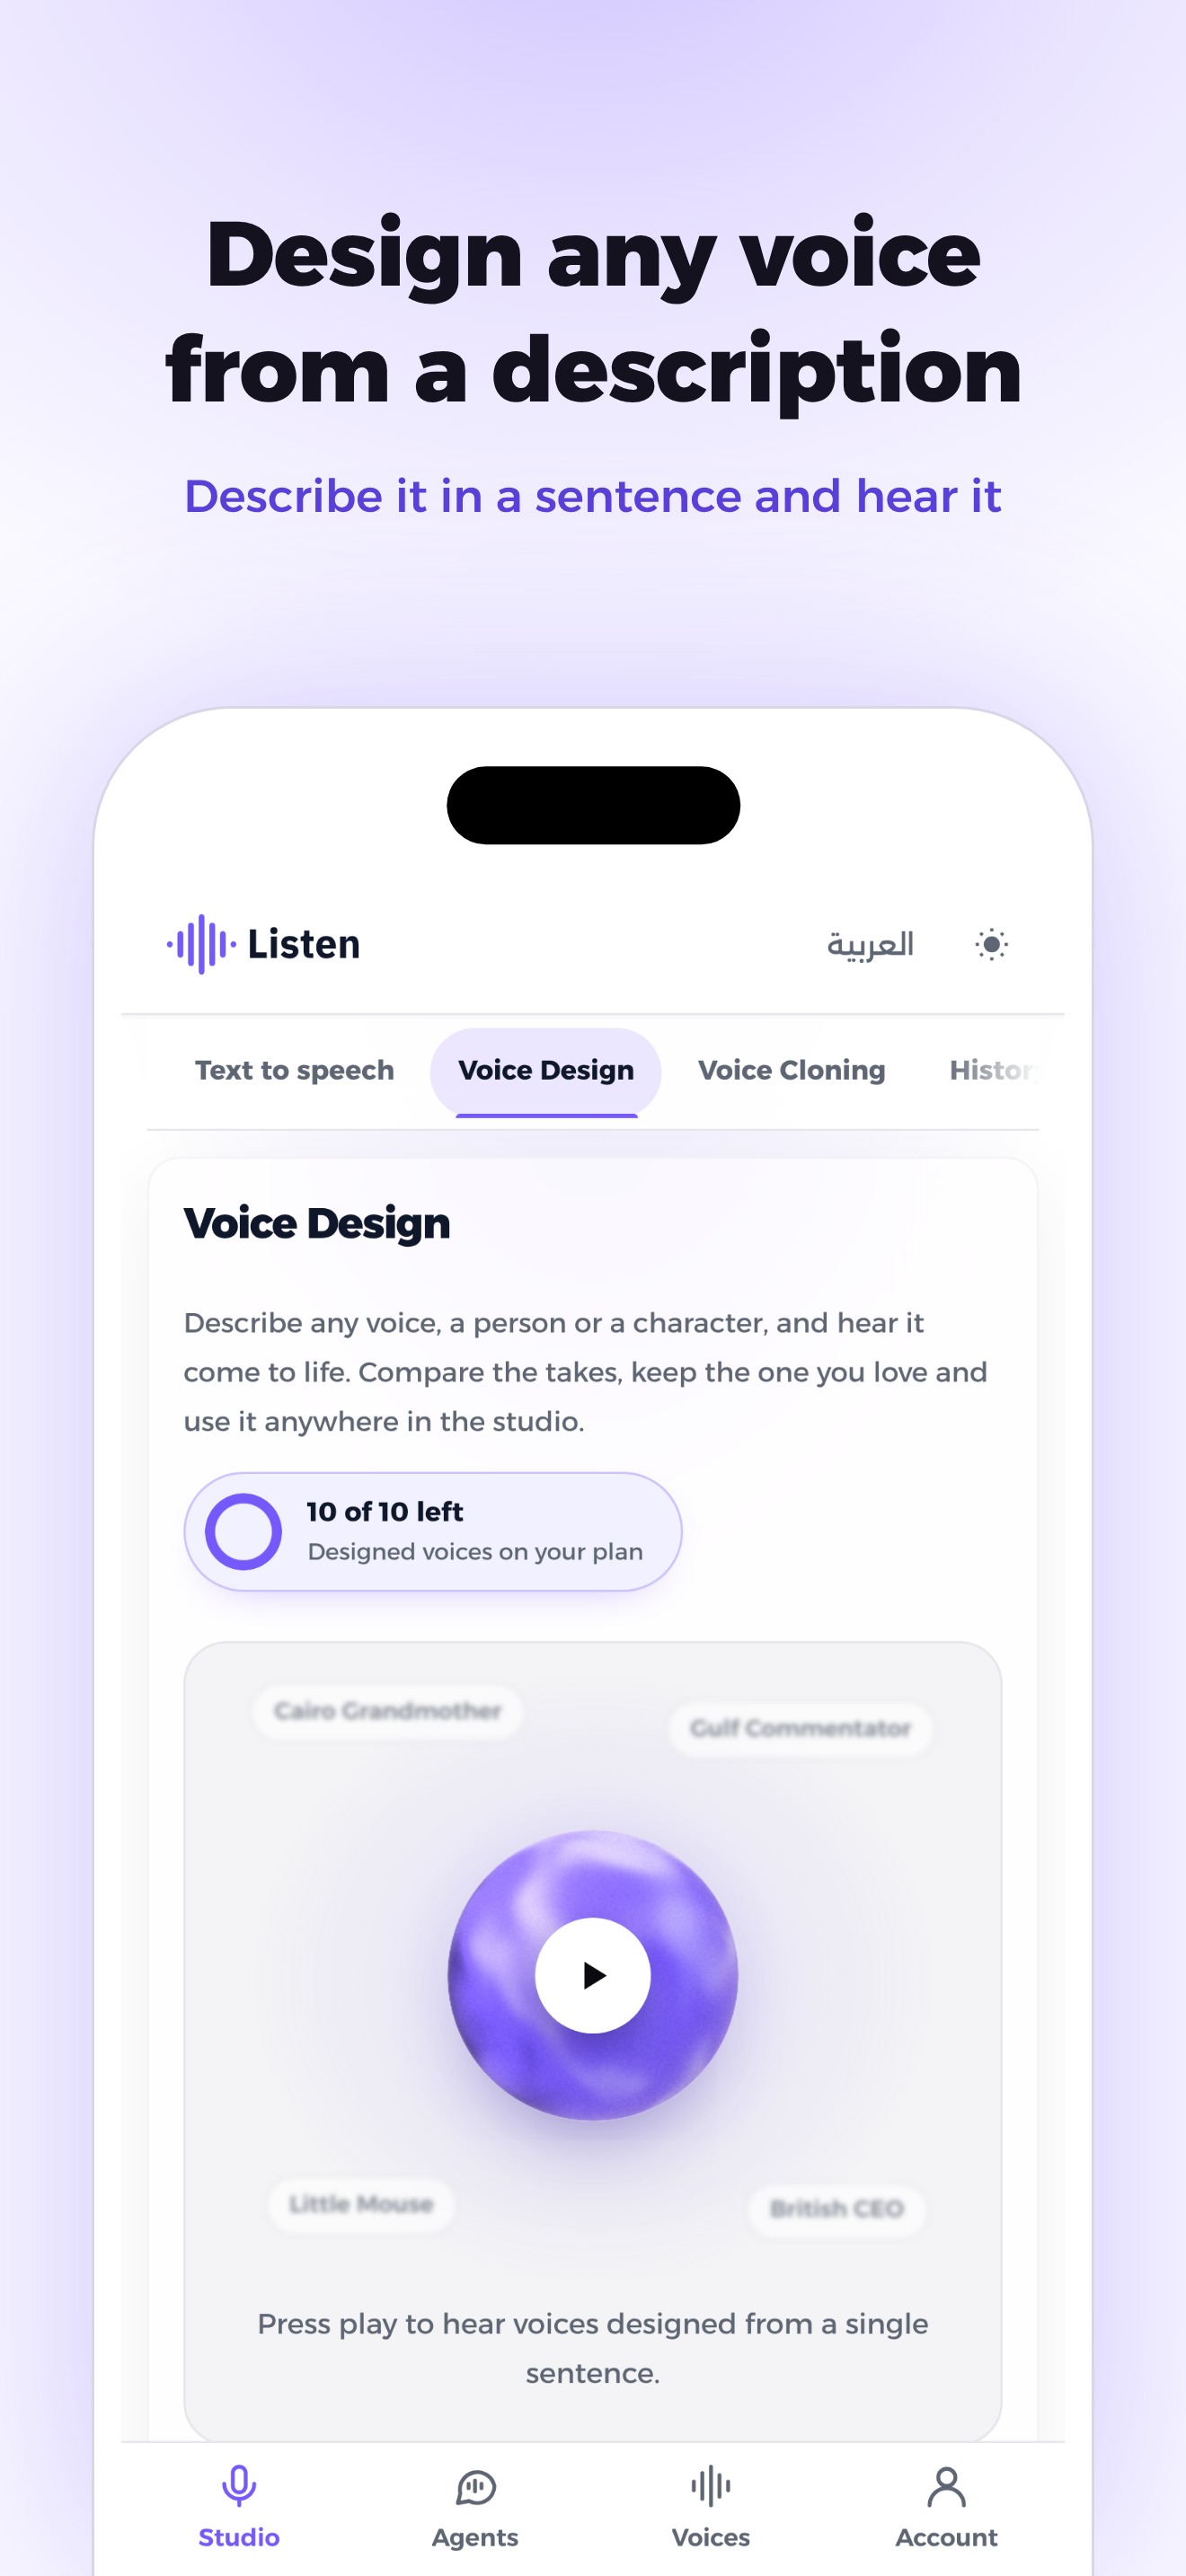 Design any voice
from a description
Describe it in a sentence and hear it
Listen
العربية
Text to speech
Voice Design
Voice Cloning
Histor
Voice Design
Describe any voice, a person or a character, and hear it
come to life. Compare the takes, keep the one you love and
use it anywhere in the studio.
10 of 10 left
Designed voices on your plan
Cairo Grandmother
Gulf Commentator
Little Mouse
British CEO
Press play to hear voices designed from a single
sentence.
Studio
Agents
Voices
Account